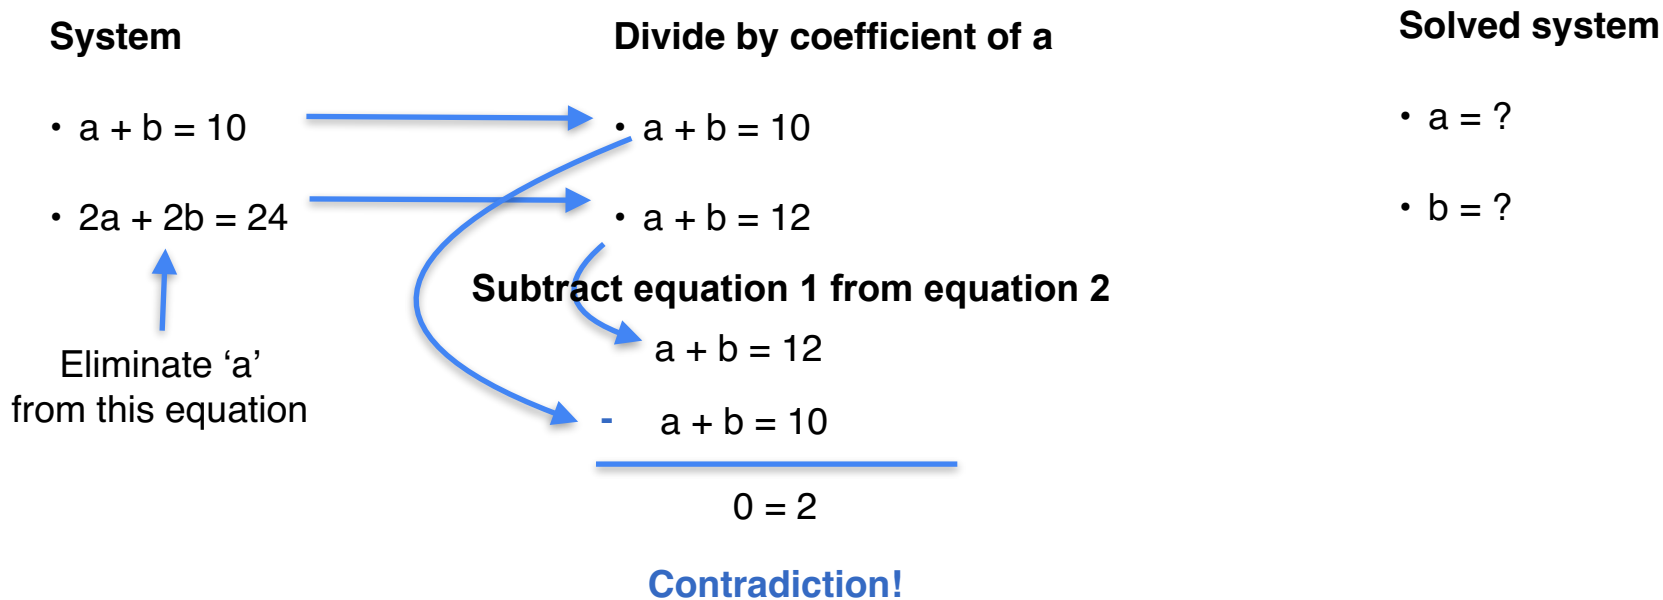 System
• a + b = 10
• 2a + 2b = 24
Eliminate ‘a’
from this equation
Divide by coefficient of a
• a + b = 10
• a + b = 12
Subtract equation 1 from equation 2
a + b = 12
- a + b = 10
0 = 2
Contradiction!
Solved system
• a = ?
• b = ?